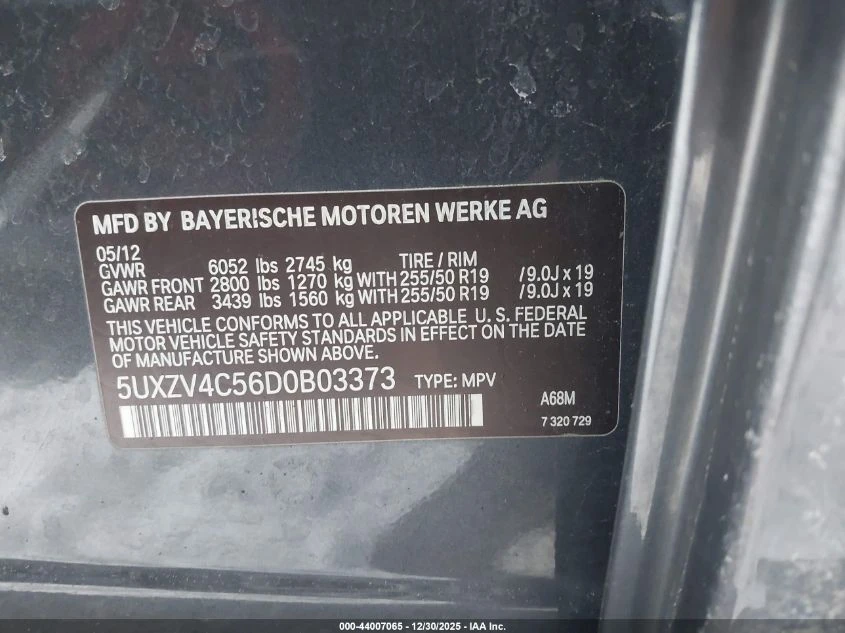 MFD BY BAYERISCHE MOTOREN WERKE AG
05/12
GVWR 6052 lbs 2745 kg TIRE / RIM
GAWR FRONT 2800 lbs 1270 kg WITH 255/50 R19 /9.0J x 19
GAWR REAR 3439 lbs 1560 kg WITH 255/50 R19 /9.0J x 19
THIS VEHICLE CONFORMS TO ALL APPLICABLE U. S. FEDERAL
MOTOR VEHICLE SAFETY STANDARDS IN EFFECT ON THE DATE
OF MANUFACTURE SHOWN ABOVE.
5UXZV4C56D0B03373 TYPE: MPV
A68M
7 320 729
000-44007065 - 12/30/2025 - IAA Inc.